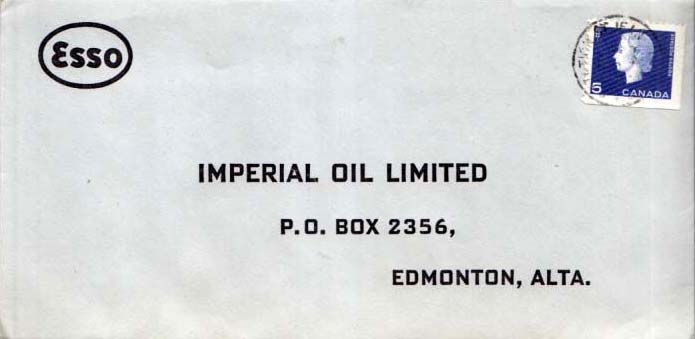 Esso
5 CANADA
IMPERIAL OIL LIMITED
P.O. BOX 2356,
EDMONTON, ALTA.